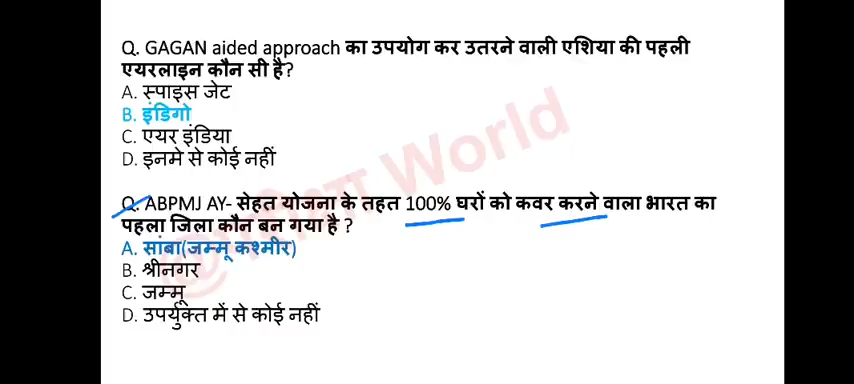 Q. GAGAN aided approach का उपयोग कर उतरने वाली एशिया की पहली
एयरलाइन कौन सी है?
A. स्पाइस जेट
B. इंडिगो
C. एयर इंडिया
D. इनमे से कोई नहीं
Q. ABPMJ AY- सेहत योजना के तहत 100% घरों को कवर करने वाला भारत का
पहला जिला कौन बन गया है ?
A. सांबा(जम्मू कश्मीर)
B. श्रीनगर
C. जम्मू
D. उपर्युक्त में से कोई नहीं
World